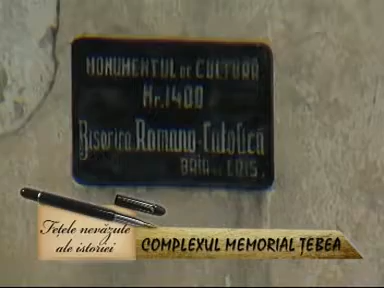 MONUMENTUL DE CULTURĂ
Nr. 1400
Biserica Romano-Catolică
BAIA DE CRIȘ.
Fețele nevăzute
ale istoriei
COMPLEXUL MEMORIAL ȚEBEA